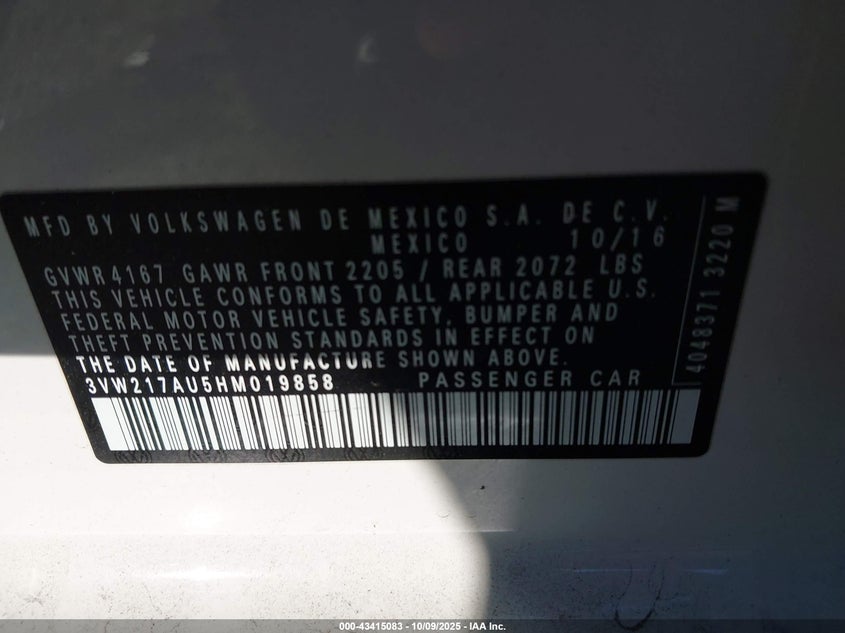 MFD BY VOLKSWAGEN DE MEXICO S.A. DE C.V.
MEXICO 10/16
GVWR 4167 GAWR FRONT 2205 / REAR 2072 LBS
THIS VEHICLE CONFORMS TO ALL APPLICABLE U.S.
FEDERAL MOTOR VEHICLE SAFETY, BUMPER AND
THEFT PREVENTION STANDARDS IN EFFECT ON
THE DATE OF MANUFACTURE SHOWN ABOVE.
3VW217AU5HM019858 PASSENGER CAR
40483371 3220 M
000-43415083 - 10/09/2025 - IAA Inc.